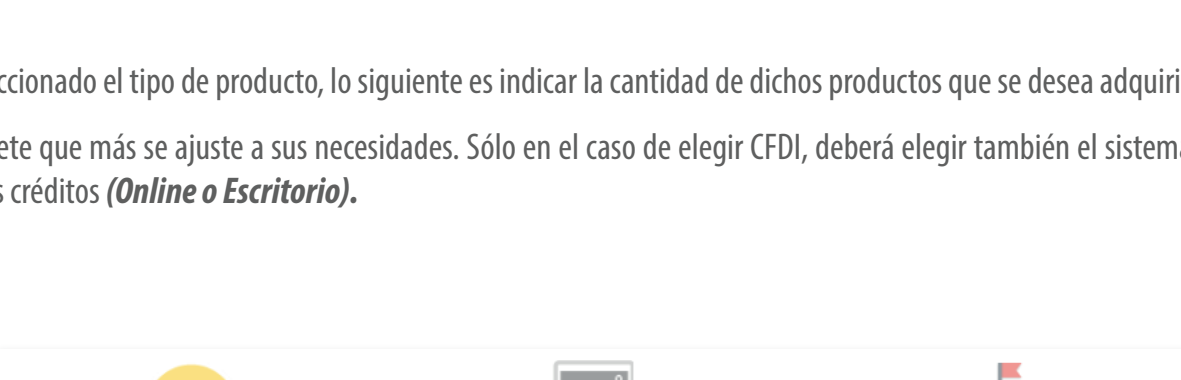 ccionado el tipo de producto, lo siguiente es indicar la cantidad de dichos productos que se desea adquiri
ete que más se ajuste a sus necesidades. Sólo en el caso de elegir CFDI, deberá elegir también el sistema
s créditos (Online o Escritorio).